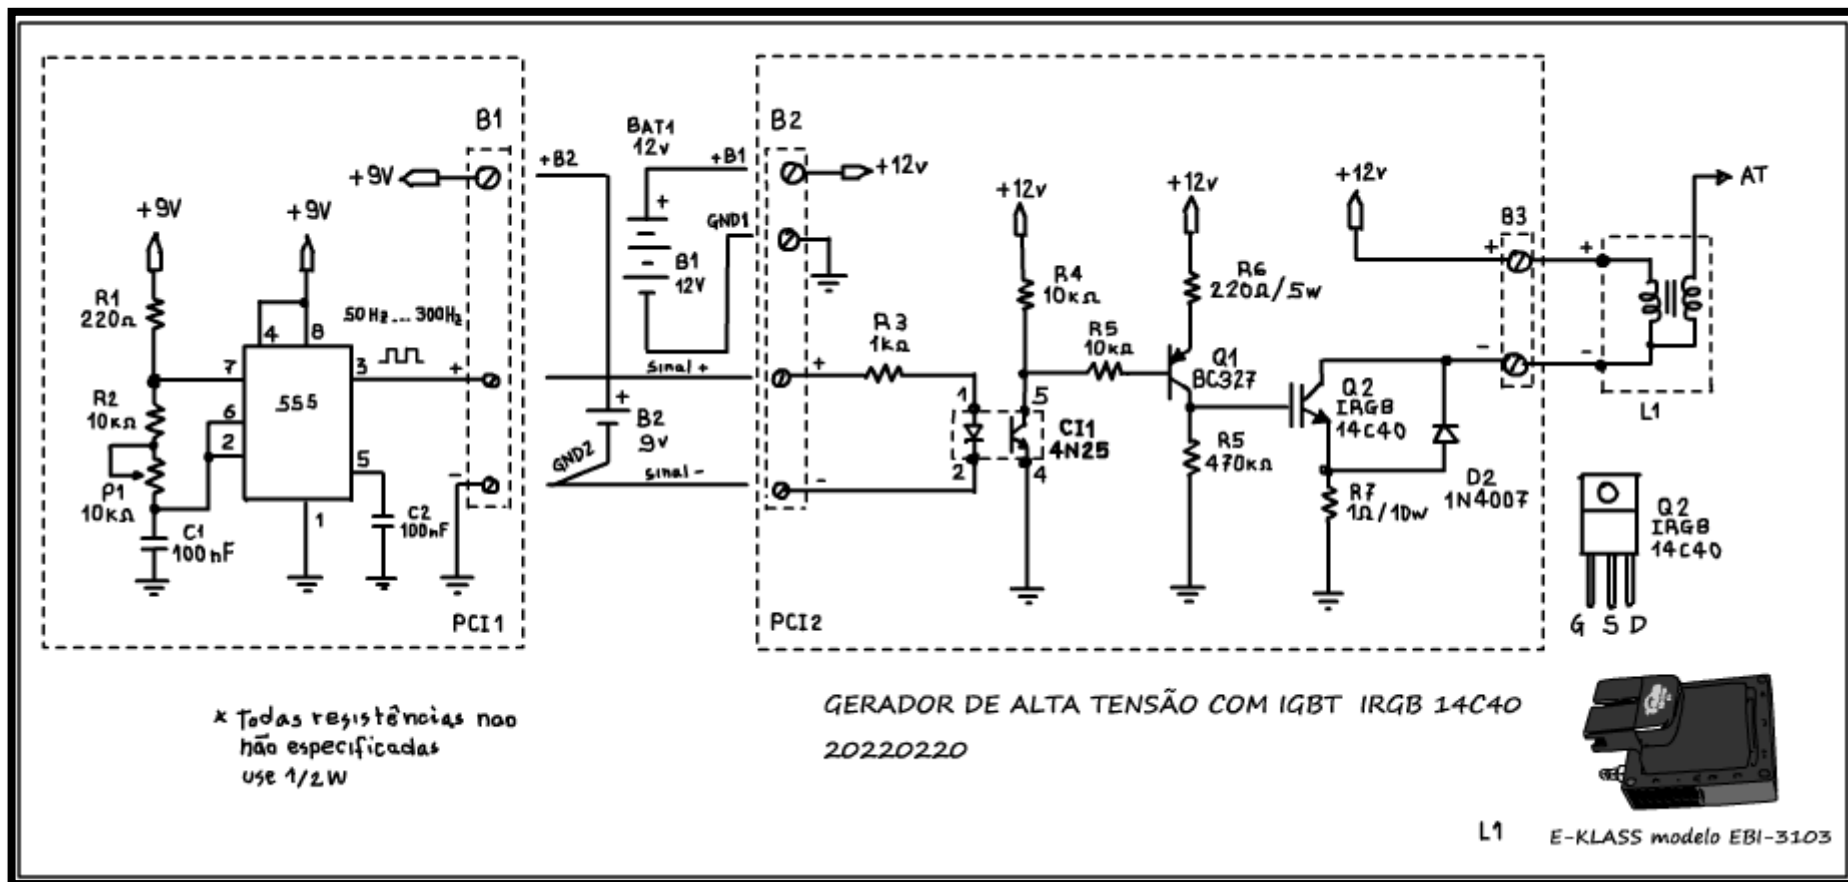 B1
+9V
+9V
+9V
R1
220Ω
4
8
50Hz...300Hz
7
3
+
R2
10kΩ
6
555
2
5
P1
10kΩ
1
C1
100nF
C2
100nF
-
PCI1
+B2
BAT1
12v
+B1
+
GND1
-
B1
12V
Sinal +
+
B2
9v
GND2
Sinal -
B2
+12v
+12v
+12v
+12v
R4
10kΩ
R6
220Ω/5w
R3
1kΩ
+
R5
10kΩ
Q1
BC327
1
5
CI1
4N25
2
4
-
R5
470kΩ
Q2
IRGB
14C40
R7
1Ω/10w
D2
1N4007
PCI2
B3
+
+
-
-
AT
L1
Q2
IRGB
14C40
G S D
* Todas resistências nao
não especificadas
use 1/2W
GERADOR DE ALTA TENSÃO COM IGBT IRGB 14C40
20220220
L1
E-KLASS modelo EBI-3103